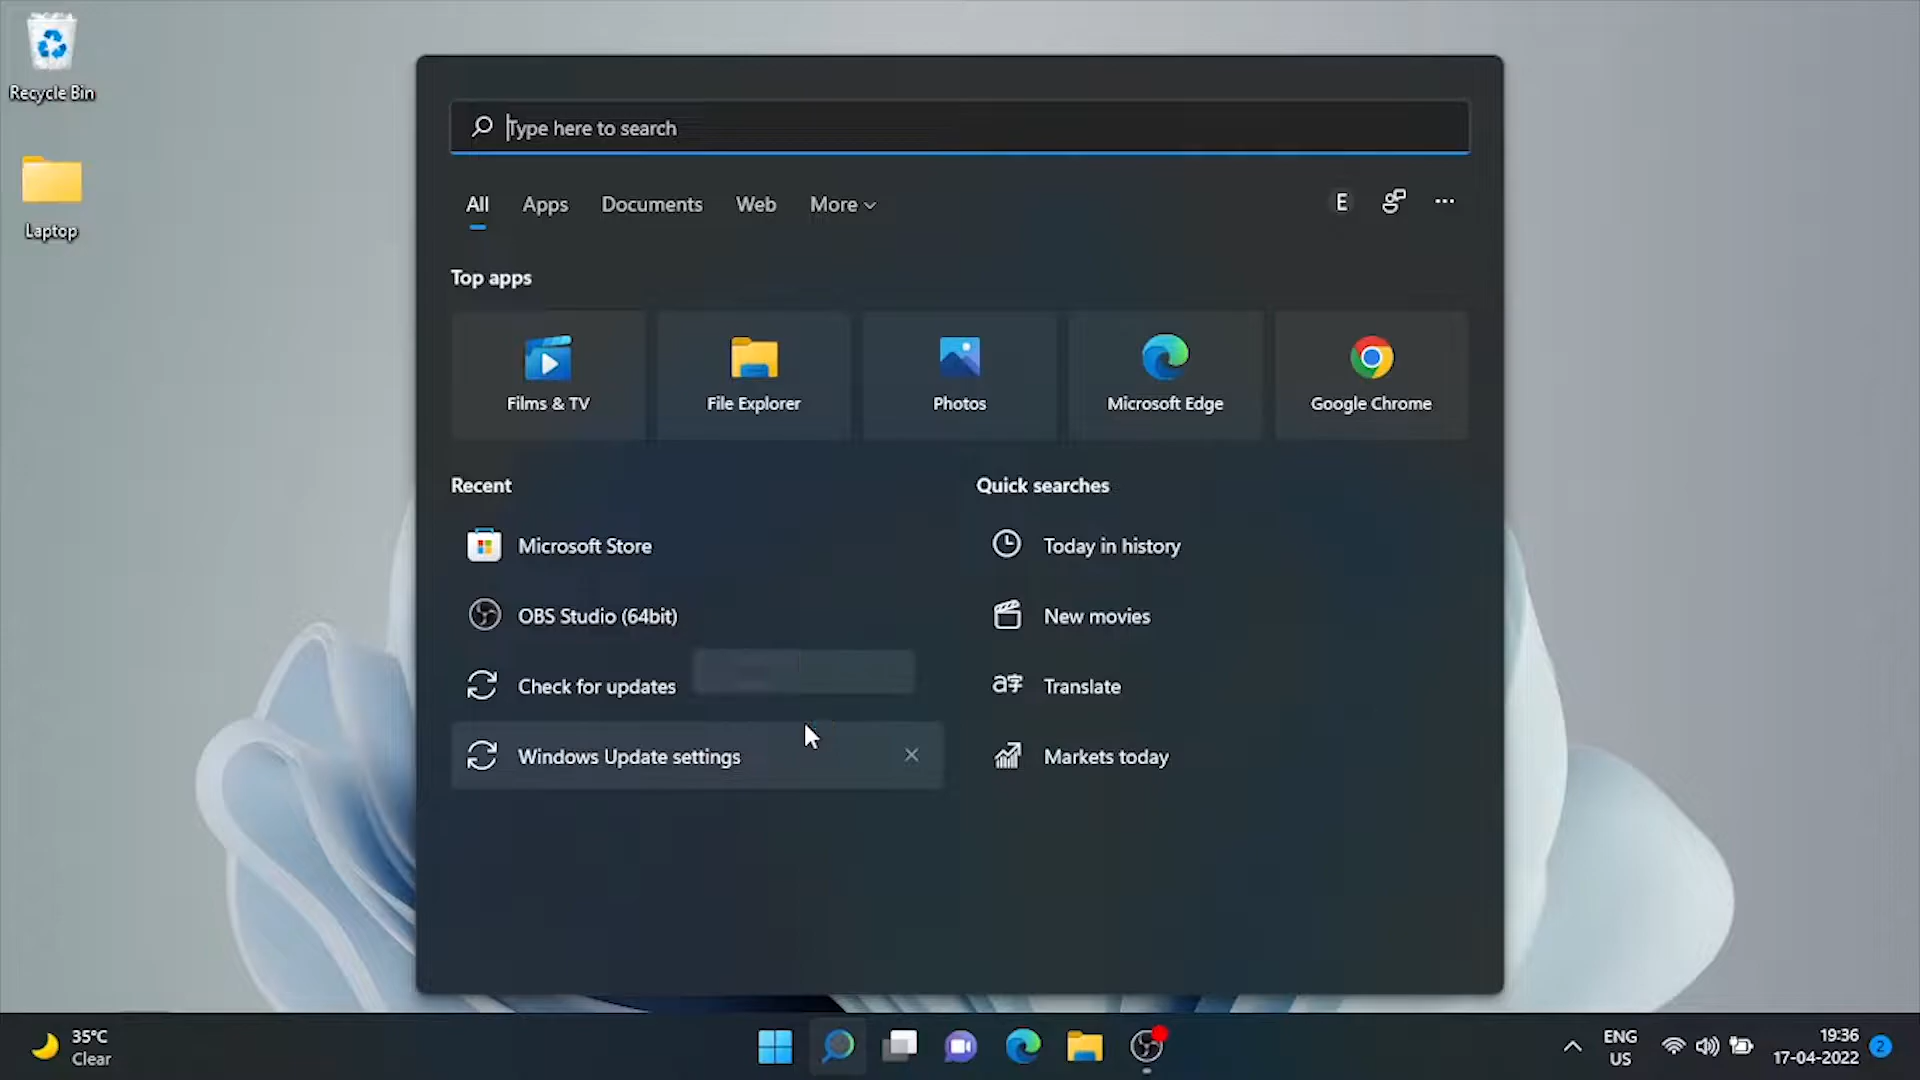 Recycle Bin
Laptop
Type here to search
All Apps Documents Web More
E
Top apps
Films & TV File Explorer Photos Microsoft Edge Google Chrome
Recent Quick searches
Microsoft Store Today in history
OBS Studio (64bit) New movies
Check for updates Translate
Windows Update settings Markets today
35°C
Clear
ENG
US
19:36
17-04-2022
2